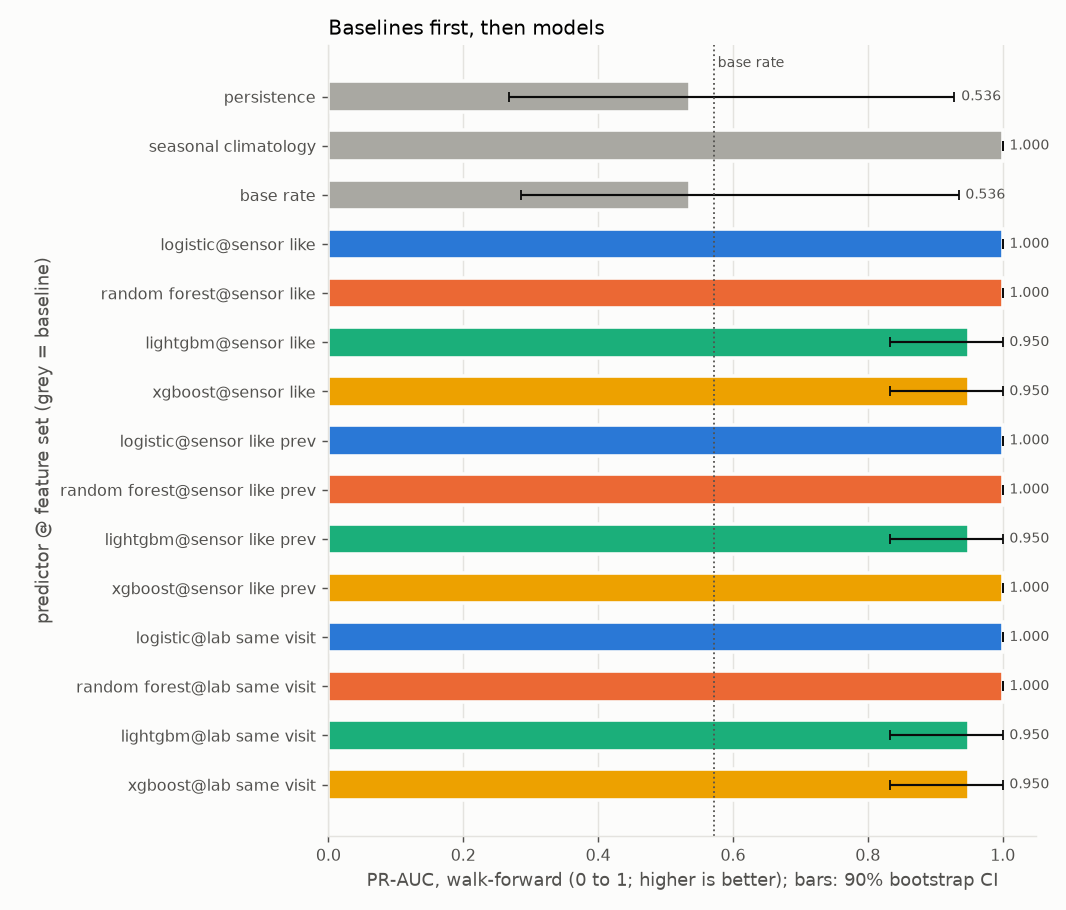 Baselines first, then models
base rate
persistence
0.536
seasonal climatology
1.000
base rate
0.536
logistic@sensor like
1.000
random forest@sensor like
1.000
lightgbm@sensor like
0.950
xgboost@sensor like
0.950
logistic@sensor like prev
1.000
random forest@sensor like prev
1.000
lightgbm@sensor like prev
0.950
xgboost@sensor like prev
1.000
logistic@lab same visit
1.000
random forest@lab same visit
1.000
lightgbm@lab same visit
0.950
xgboost@lab same visit
0.950
predictor @ feature set (grey = baseline)
0.0 0.2 0.4 0.6 0.8 1.0
PR-AUC, walk-forward (0 to 1; higher is better); bars: 90% bootstrap CI